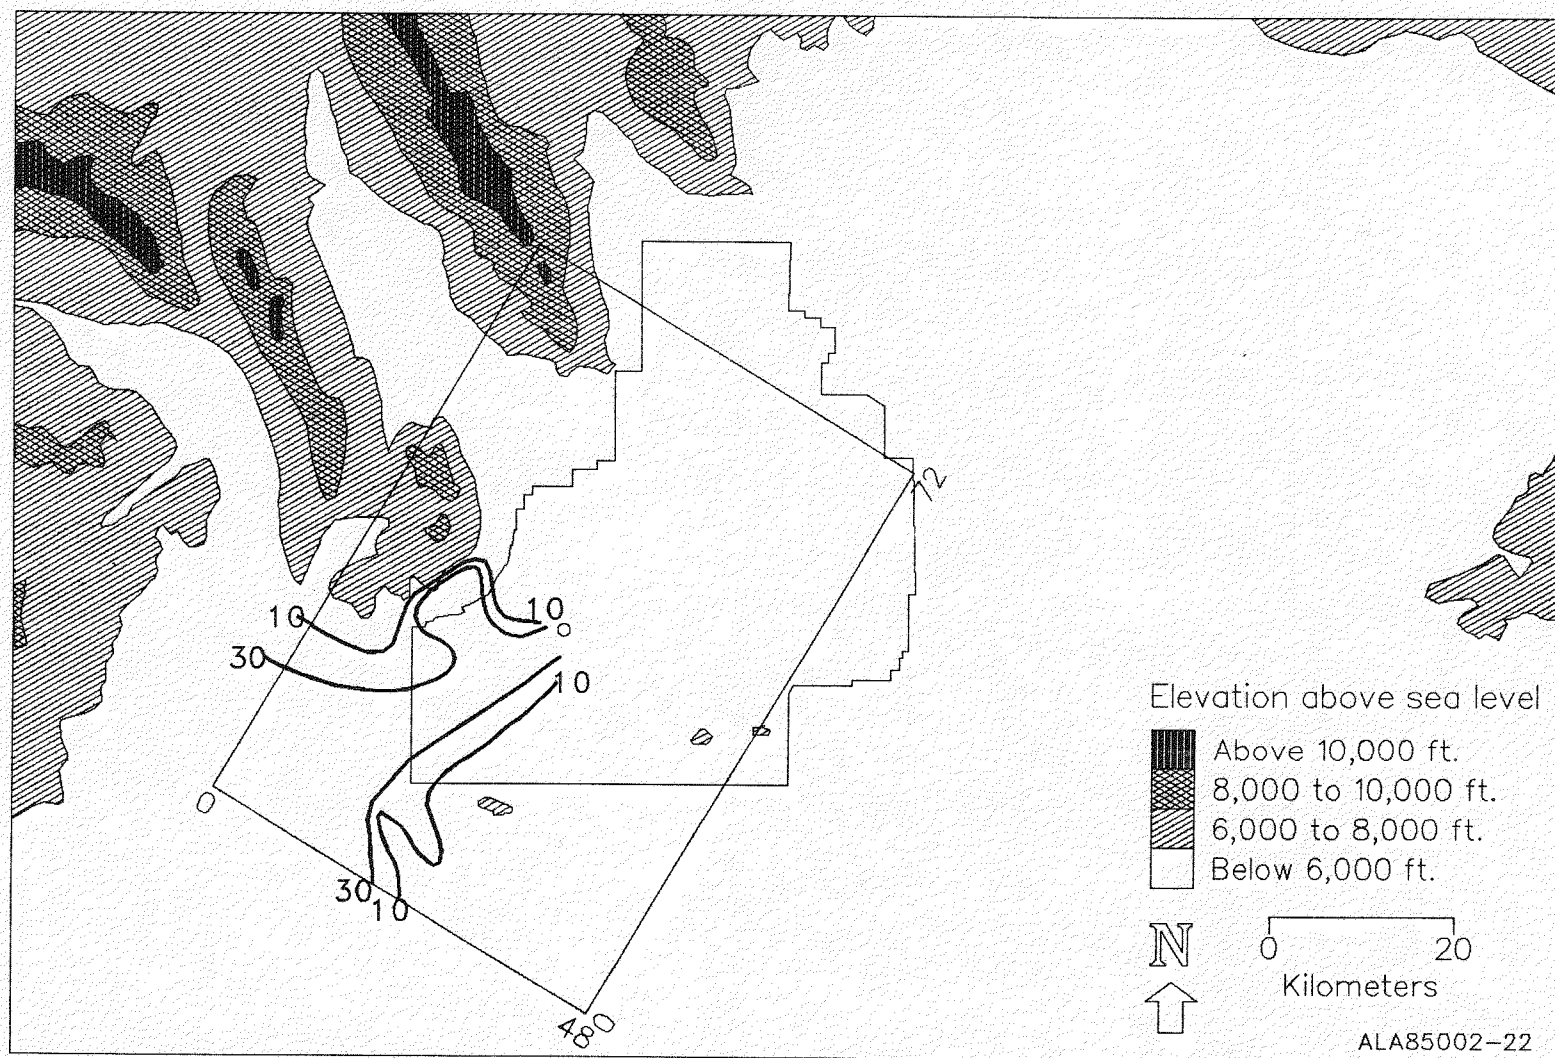 72
10
10
30
10
0
30
10
48
0
Elevation above sea level
Above 10,000 ft.
8,000 to 10,000 ft.
6,000 to 8,000 ft.
Below 6,000 ft.
N
0 20
Kilometers
ALA85002-22